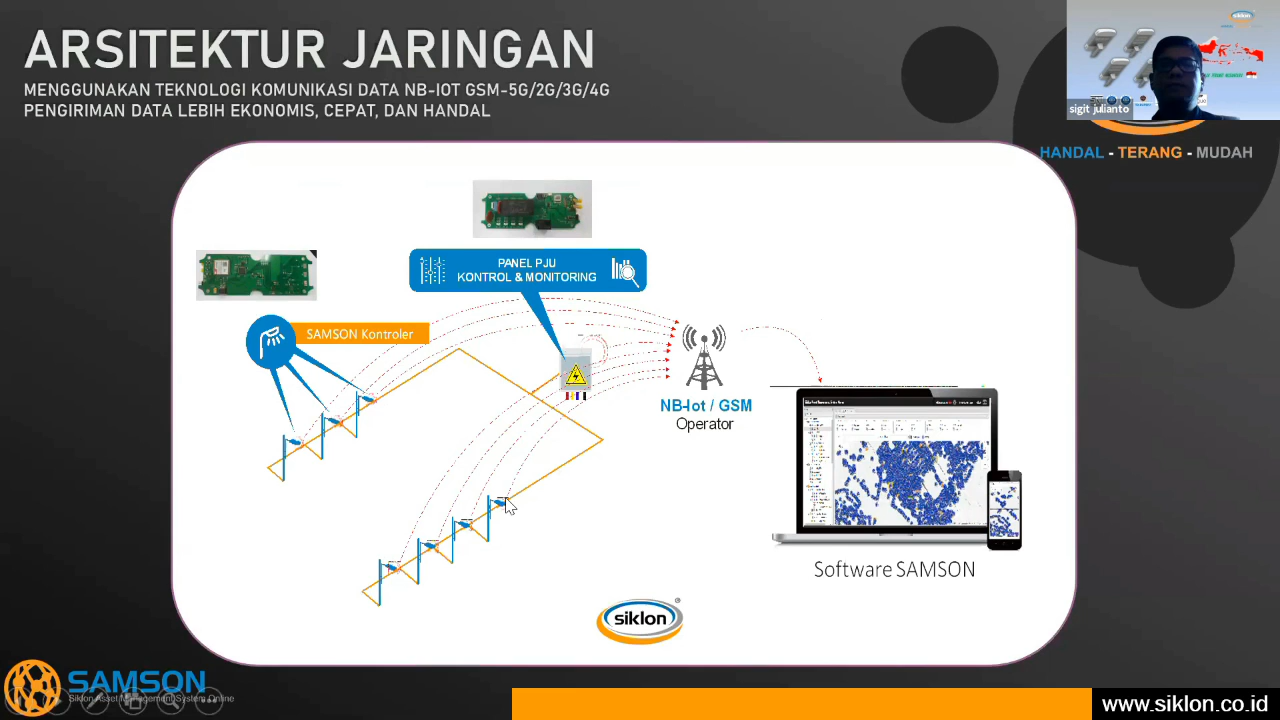 ARSITEKTUR JARINGAN
MENGGUNAKAN TEKNOLOGI KOMUNIKASI DATA NB-IOT GSM-5G/2G/3G/4G
PENGIRIMAN DATA LEBIH EKONOMIS, CEPAT, DAN HANDAL
siklon
sigit julianto
HANDAL - TERANG - MUDAH
PANEL PJU
KONTROL & MONITORING
SAMSON Kontroler
NB-Iot / GSM
Operator
Software SAMSON
siklon®
SAMSON
Siklon Asset Management System Online
www.siklon.co.id